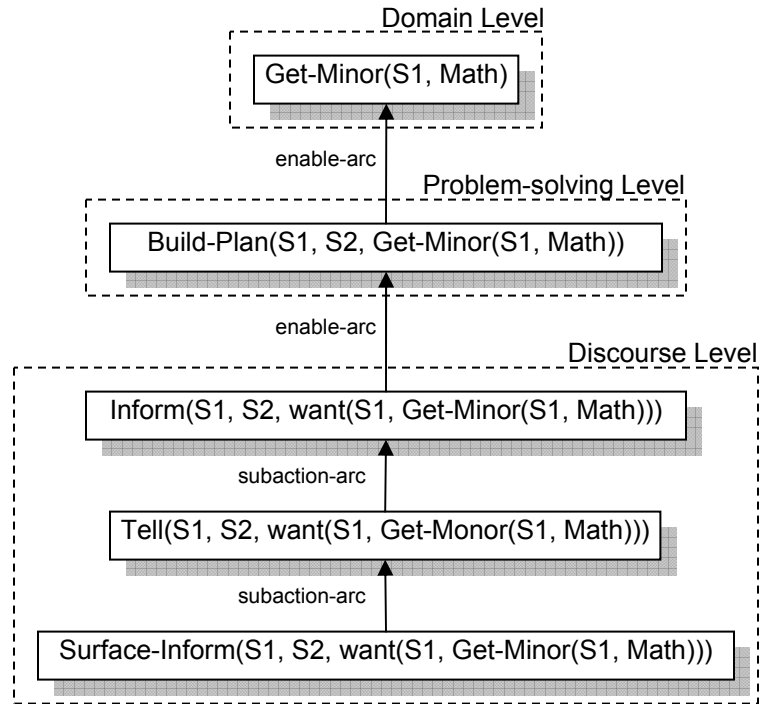 Domain Level
Get-Minor(S1, Math)
enable-arc
Problem-solving Level
Build-Plan(S1, S2, Get-Minor(S1, Math))
enable-arc
Discourse Level
Inform(S1, S2, want(S1, Get-Minor(S1, Math)))
subaction-arc
Tell(S1, S2, want(S1, Get-Monor(S1, Math)))
subaction-arc
Surface-Inform(S1, S2, want(S1, Get-Minor(S1, Math)))